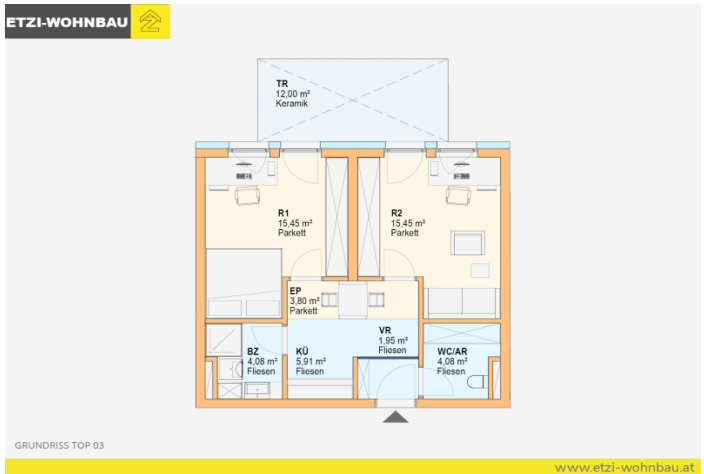 ETZI-WOHNBAU
TR
12,00 m²
Keramik
R1
15,45 m²
Parkett
R2
15,45 m²
Parkett
EP
3,80 m²
Parkett
VR
1,95 m²
Fliesen
BZ
4,08 m²
Fliesen
KÜ
5,91 m²
Fliesen
WC/AR
4,08 m²
Fliesen
GRUNDRISS TOP 03
www.etzi-wohnbau.at